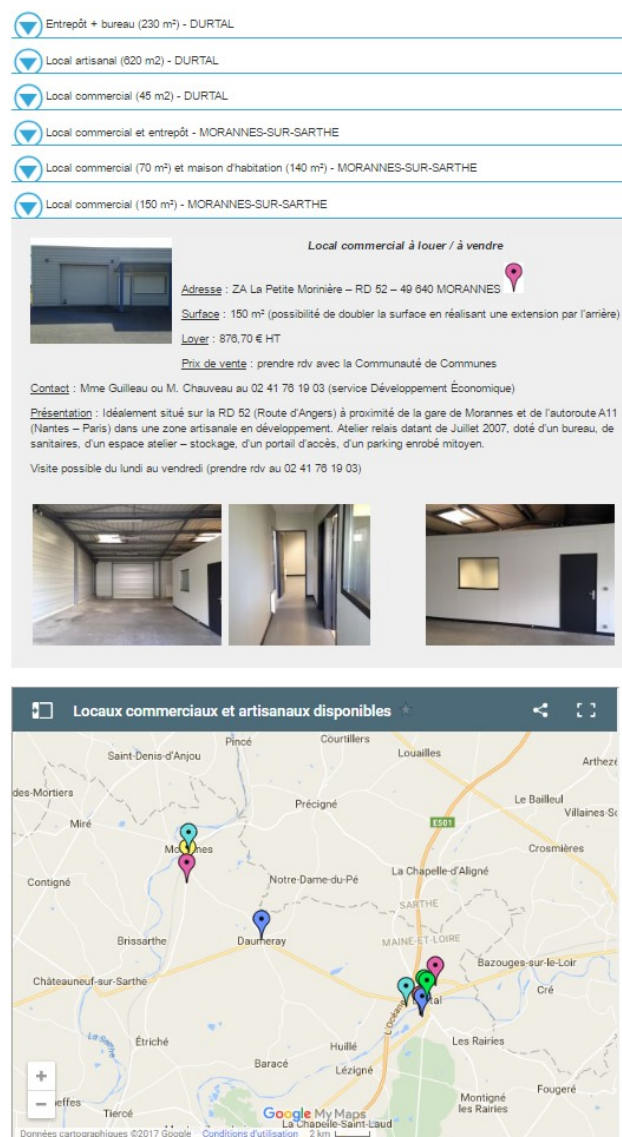 Entrepôt + bureau (230 m²) - DURTAL
Local artisanal (620 m2) - DURTAL
Local commercial (45 m2) - DURTAL
Local commercial et entrepôt - MORANNES-SUR-SARTHE
Local commercial (70 m²) et maison d'habitation (140 m²) - MORANNES-SUR-SARTHE
Local commercial (150 m²) - MORANNES-SUR-SARTHE
Local commercial à louer / à vendre
Adresse : ZA La Petite Morinière – RD 52 – 49 640 MORANNES
Surface : 150 m² (possibilité de doubler la surface en réalisant une extension par l'arrière)
Loyer : 876,70 € HT
Prix de vente : prendre rdv avec la Communauté de Communes
Contact : Mme Guilleau ou M. Chauveau au 02 41 76 19 03 (service Développement Économique)
Présentation : Idéalement situé sur la RD 52 (Route d'Angers) à proximité de la gare de Morannes et de l'autoroute A11
(Nantes – Paris) dans une zone artisanale en développement. Atelier relais datant de Juillet 2007, doté d'un bureau, de
sanitaires, d'un espace atelier – stockage, d'un portail d'accès, d'un parking enrobé mitoyen.
Visite possible du lundi au vendredi (prendre rdv au 02 41 76 19 03)
Locaux commerciaux et artisanaux disponibles
Courtillers
Pincé
Saint-Denis-d'Anjou
Louailles
Artheze
des-Mortiers
Précigné
Le Bailleul
Villaines-So
Miré
E501
Crosmières
La Chapelle-d'Aligné
Contigné
Notre-Dame-du-Pé
SARTHE
Brissarthe
Daumeray
MAINE-ET-LOIRE
Bazouges-sur-le-Loir
Châteauneuf-sur-Sarthe
Cré
L'Océane
La Sarthe
Étriché
Huillé
Les Rairies
Baracé
Lézigné
+
−
effes
Tiercé
Montigné
les Rairies
Fougeré
Google My Maps
La Chapelle-Saint-Laud
Données cartographiques ©2017 Google Conditions d'utilisation 2 km